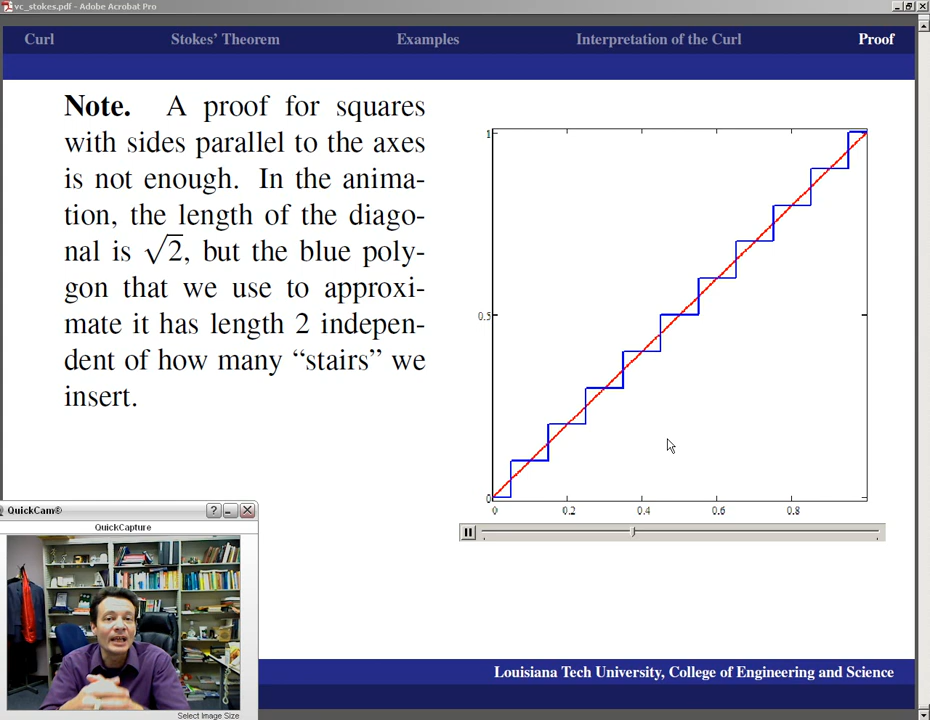 vc_stokes.pdf - Adobe Acrobat Pro
Curl Stokes' Theorem Examples Interpretation of the Curl Proof
Note. A proof for squares
with sides parallel to the axes
is not enough. In the anima-
tion, the length of the diago-
nal is √2, but the blue poly-
gon that we use to approxi-
mate it has length 2 indepen-
dent of how many “stairs” we
insert.
1
0.5
0
0 0.2 0.4 0.6 0.8
QuickCam®
QuickCapture
Select Image Size
Louisiana Tech University, College of Engineering and Science